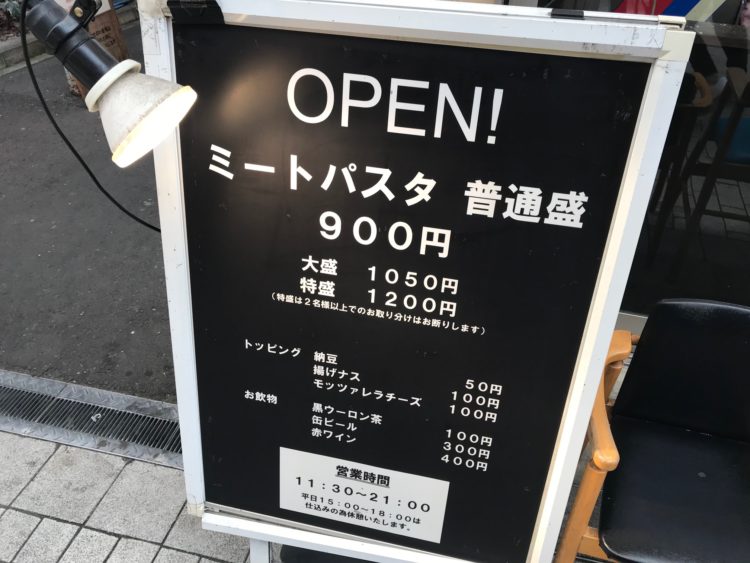 OPEN!
ミートパスタ 普通盛
９００円
大盛 １０５０円
特盛 １２００円
（特盛は２名様以上でのお取り分けはお断りします）
トッピング 納豆 ５０円
揚げナス １００円
モッツァレラチーズ １００円
お飲物 黒ウーロン茶 １００円
缶ビール ３００円
赤ワイン ４００円
営業時間
１１：３０～２１：００
平日１５：００～１８：００は
仕込みの為休憩いたします。